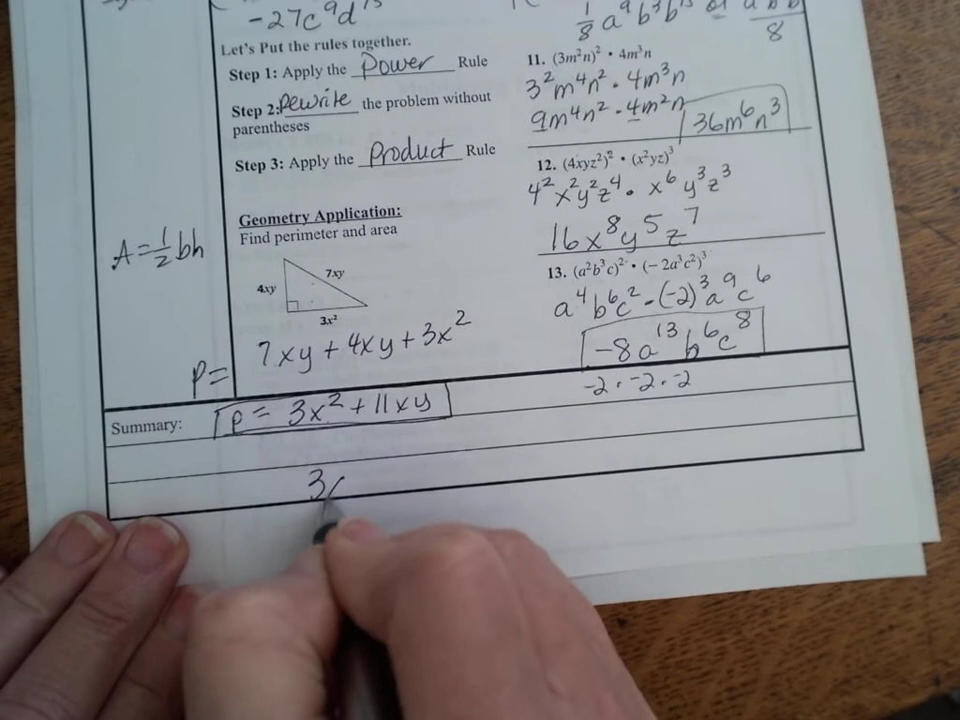 -27c⁹d¹⁵
Let's Put the rules together.
Step 1: Apply the Power Rule
Step 2: Rewrite the problem without
parentheses
Step 3: Apply the Product Rule
Geometry Application:
Find perimeter and area
A = 1/2 bh
4xy
7xy
3x²
7xy + 4xy + 3x²
P =
1/8 a⁹b³b¹⁵ or
8
11. (3m²n)² · 4m³n
3²m⁴n² · 4m³n
9m⁴n² · 4m²n
36m⁶n³
12. (4xyz²)² · (x²yz)³
4²x²y²z⁴ · x⁶y³z³
16x⁸y⁵z⁷
13. (a²b³c)² · (-2a³c²)³
a⁴b⁶c² - (-2)³a⁹c⁶
-8a¹³b⁶c⁸
-2 · -2 · -2
Summary:
P = 3x² + 11xy
3(